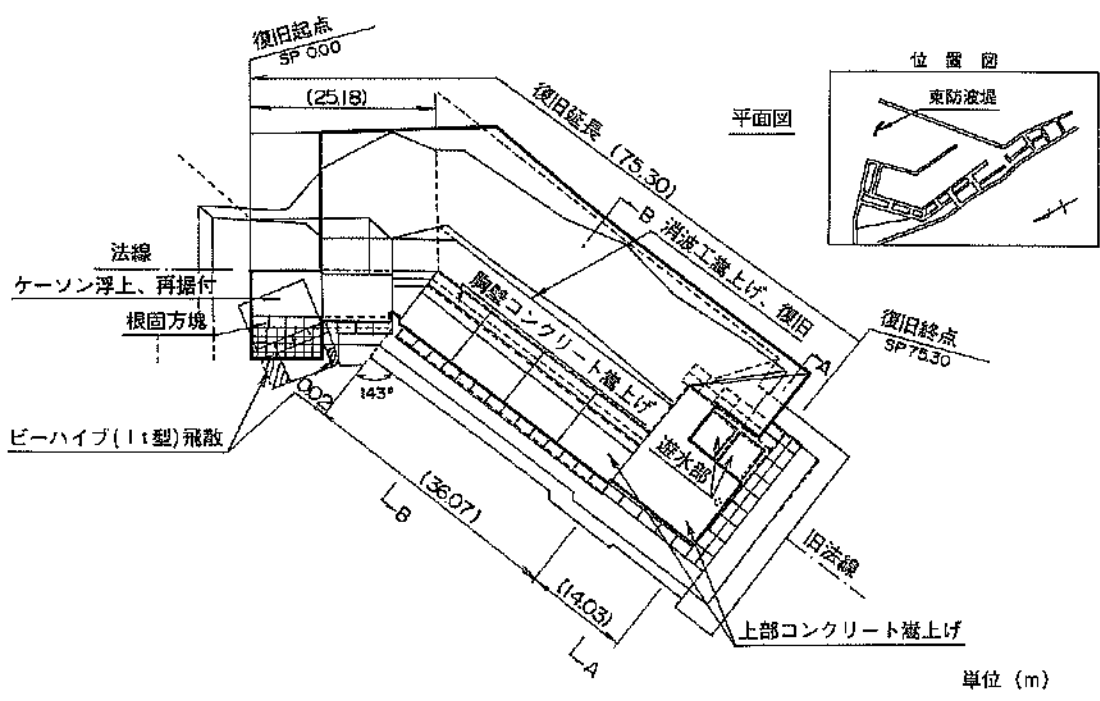 復旧起点
SP 0.00
(25.18)
復旧延長 (75.30)
平面図
位置図
東防波堤
B
消波工嵩上げ、復旧
法線
ケーソン浮上、再据付
根固方塊
胸壁コンクリート嵩上げ
復旧終点
SP 75.30
A
143°
0.02
ビーハイブ(1t型)飛散
遊水部
(36.07)
B
旧法線
(14.03)
上部コンクリート嵩上げ
A
単位 (m)